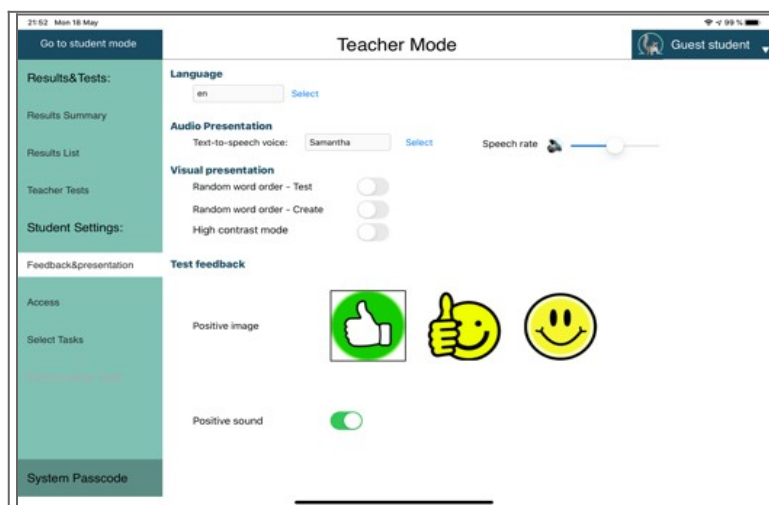 21:52 Mon 18 May
99 %
Go to student mode
Teacher Mode
Guest student
Results&Tests:
Results Summary
Results List
Teacher Tests
Student Settings:
Feedback&presentation
Access
Select Tasks
System Passcode
Language
en Select
Audio Presentation
Text-to-speech voice: Samantha Select Speech rate
Visual presentation
Random word order - Test
Random word order - Create
High contrast mode
Test feedback
Positive image
Positive sound